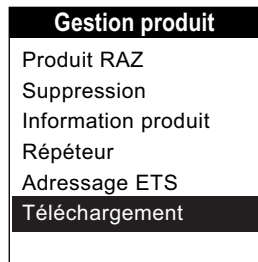 Gestion produit
Produit RAZ
Suppression
Information produit
Répéteur
Adressage ETS
Téléchargement